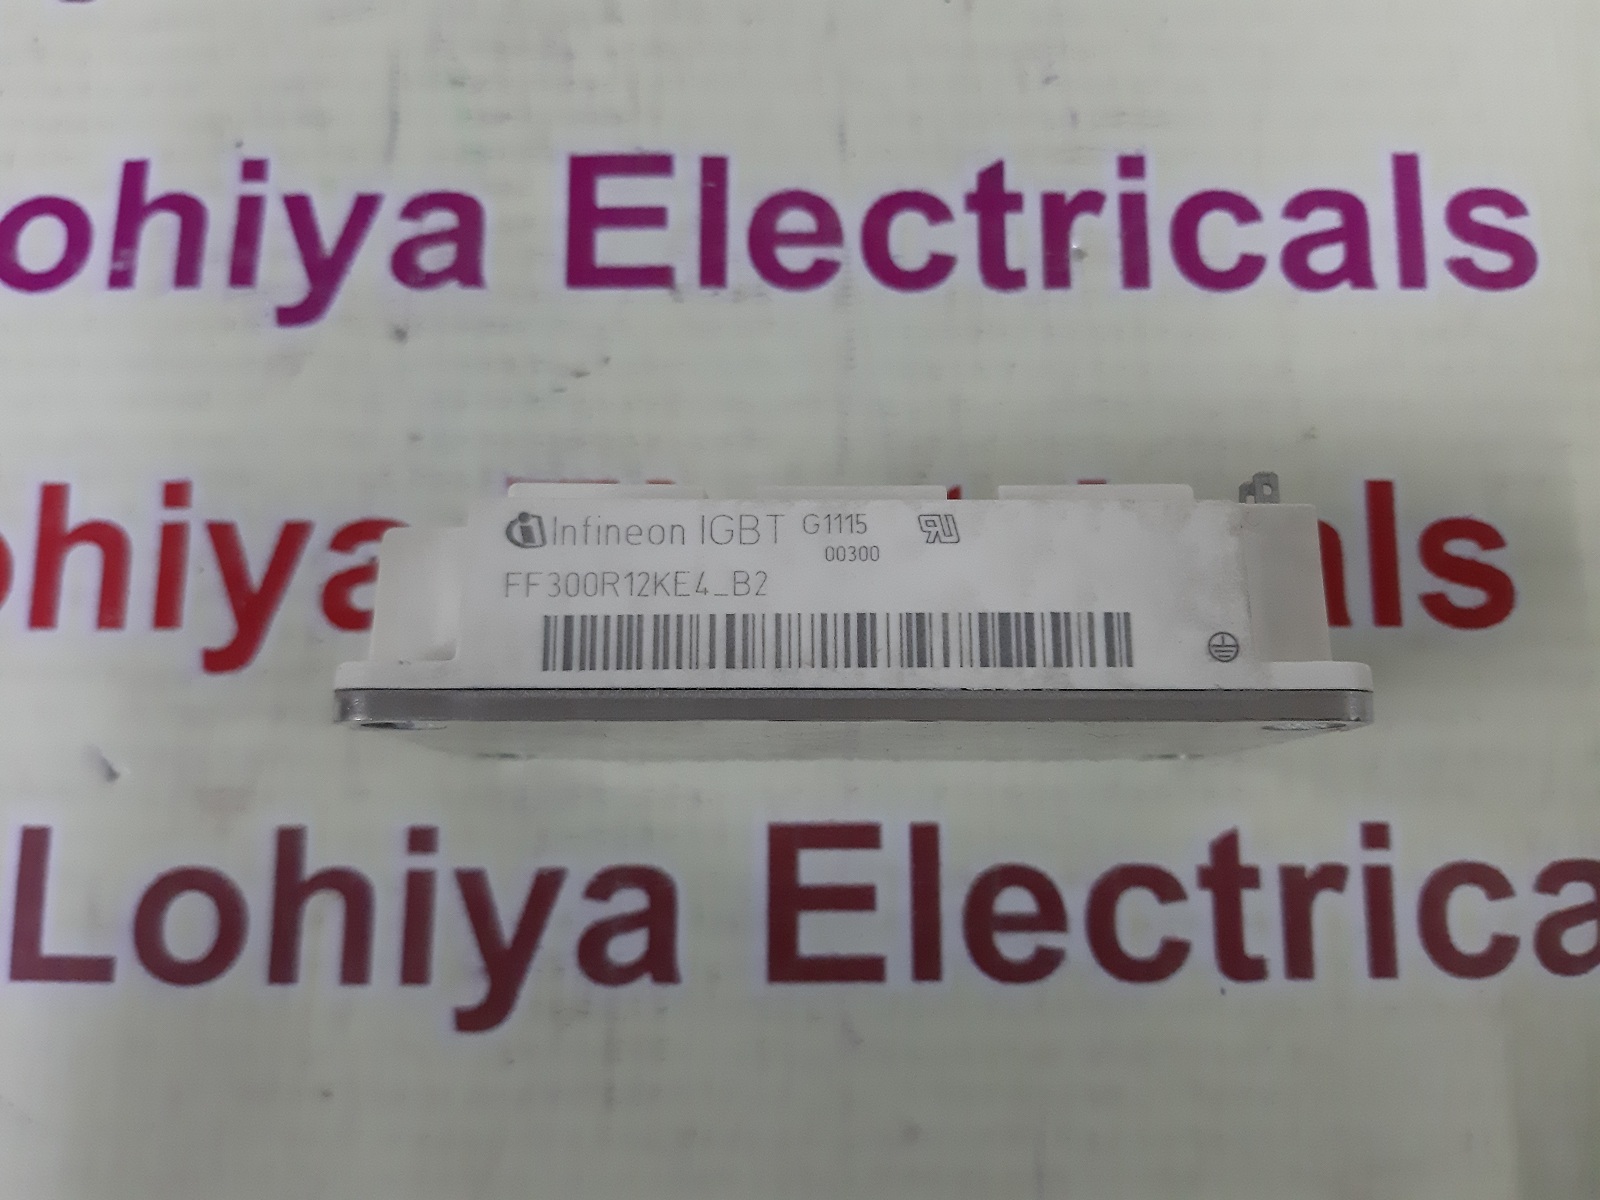 ohiya Electricals
Infineon IGBT G1115
00300
FF300R12KE4_B2
ohiya als
Lohiya Electrica